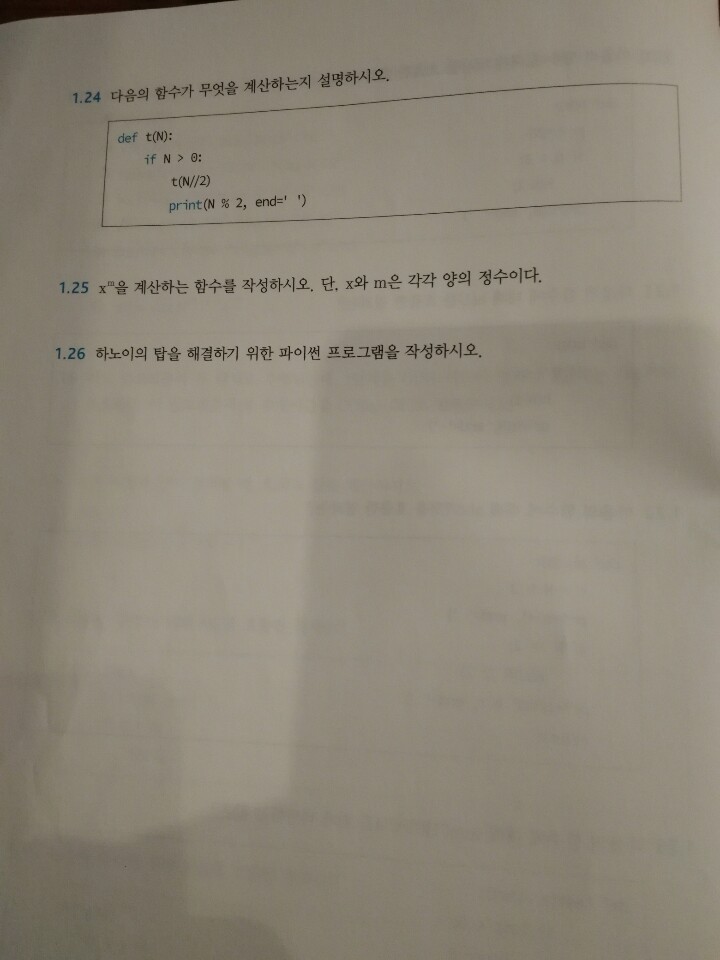 1.24 다음의 함수가 무엇을 계산하는지 설명하시오.
def t(N):
if N > 0:
t(N//2)
print(N % 2, end=' ')
1.25 xᵐ을 계산하는 함수를 작성하시오. 단, x와 m은 각각 양의 정수이다.
1.26 하노이의 탑을 해결하기 위한 파이썬 프로그램을 작성하시오.